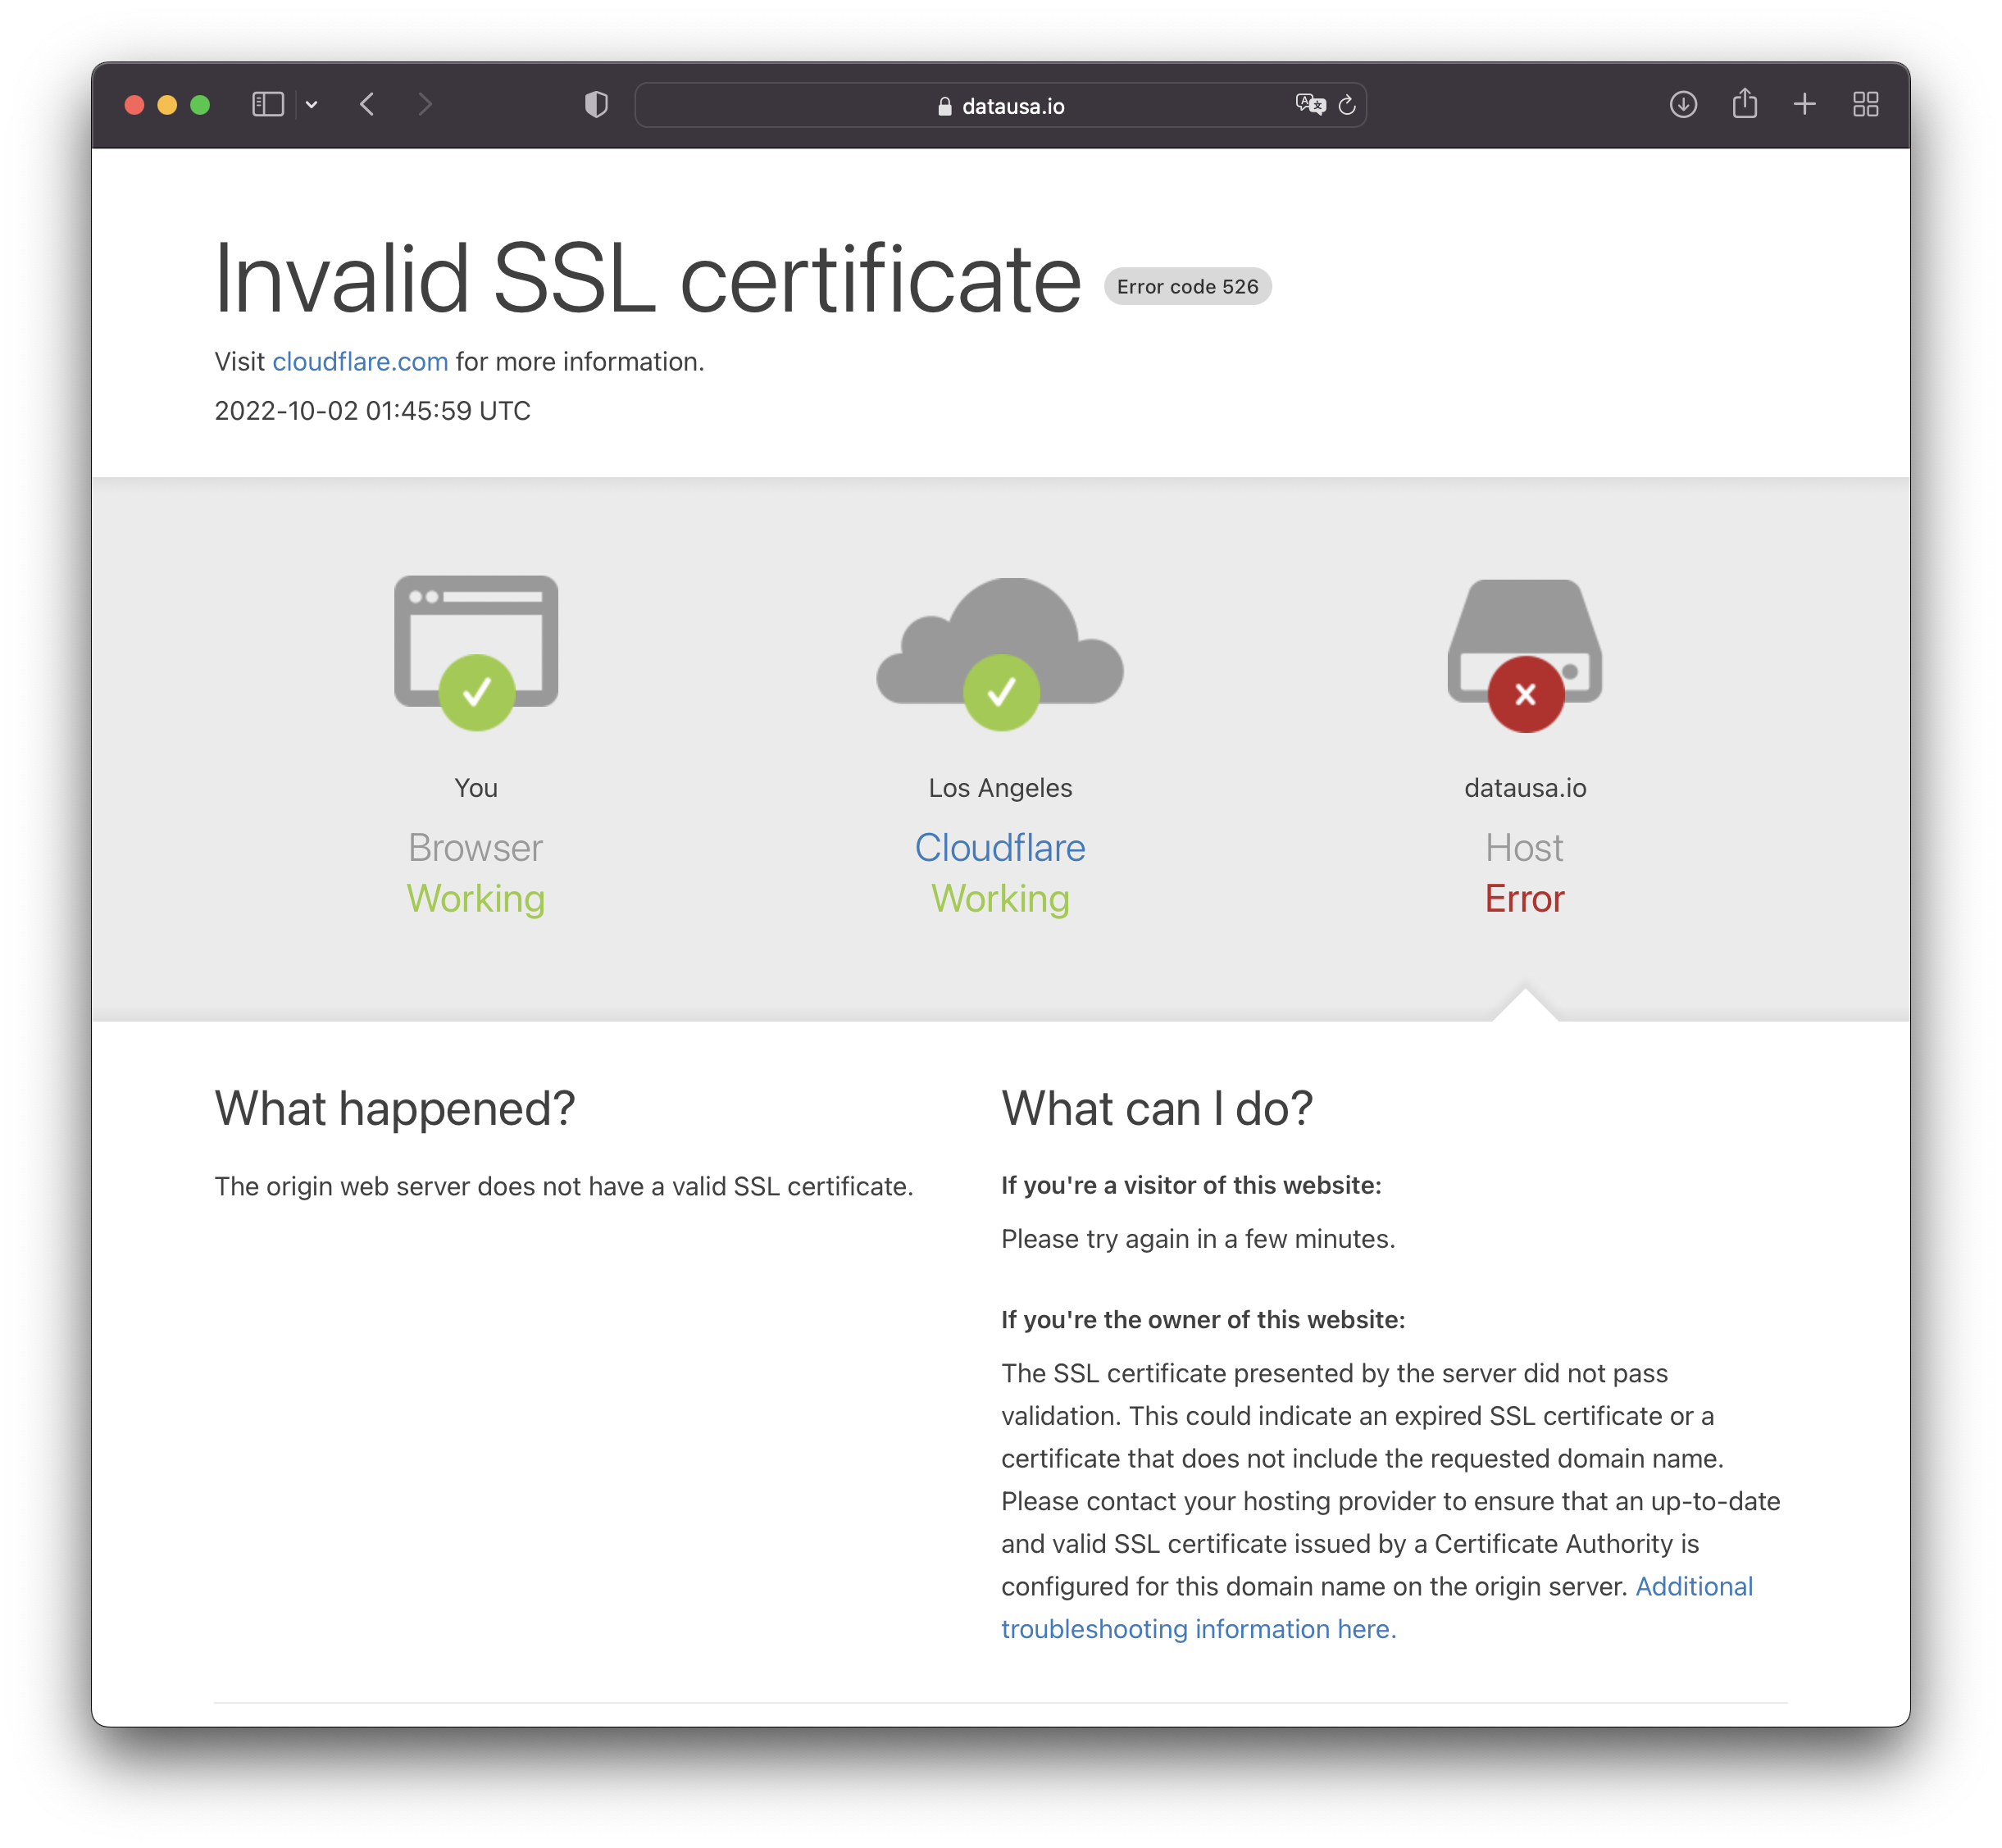 datausa.io
Invalid SSL certificate Error code 526
Visit cloudflare.com for more information.
2022-10-02 01:45:59 UTC
You
Browser
Working
Los Angeles
Cloudflare
Working
datausa.io
Host
Error
What happened?
The origin web server does not have a valid SSL certificate.
What can I do?
If you're a visitor of this website:
Please try again in a few minutes.
If you're the owner of this website:
The SSL certificate presented by the server did not pass
validation. This could indicate an expired SSL certificate or a
certificate that does not include the requested domain name.
Please contact your hosting provider to ensure that an up-to-date
and valid SSL certificate issued by a Certificate Authority is
configured for this domain name on the origin server. Additional
troubleshooting information here.